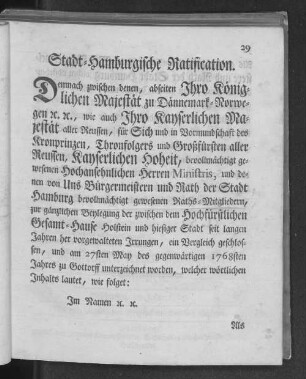 29
Stadt-Hamburgische Ratification.
Demnach zwischen denen, abseiten Ihro König-
lichen Majestät zu Dännemark-Norwe-
gen ꝛc. ꝛc., wie auch Ihro Kayserlichen Ma-
jestät aller Reussen, für Sich und in Vormundschaft des
Kronprinzen, Thronfolgers und Großfürsten aller
Reussen, Kayserlichen Hoheit, bevollmächtigt ge-
wesenen Hochansehnlichen Herren Ministris, und de-
nen von Uns Bürgermeistern und Rath der Stadt
Hamburg bevollmächtigt gewesenen Raths-Mitgliedern,
zur gänzlichen Beylegung der zwischen dem Hochfürstlichen
Gesamt-Hause Holstein und hiesiger Stadt seit langen
Jahren her vorgewalteten Irrungen, ein Vergleich geschlos-
sen, und am 27sten May des gegenwärtigen 1768sten
Jahres zu Gottorff unterzeichnet worden, welcher wörtlichen
Inhalts lautet, wie folget:
Im Namen ꝛc. ꝛc.
Als